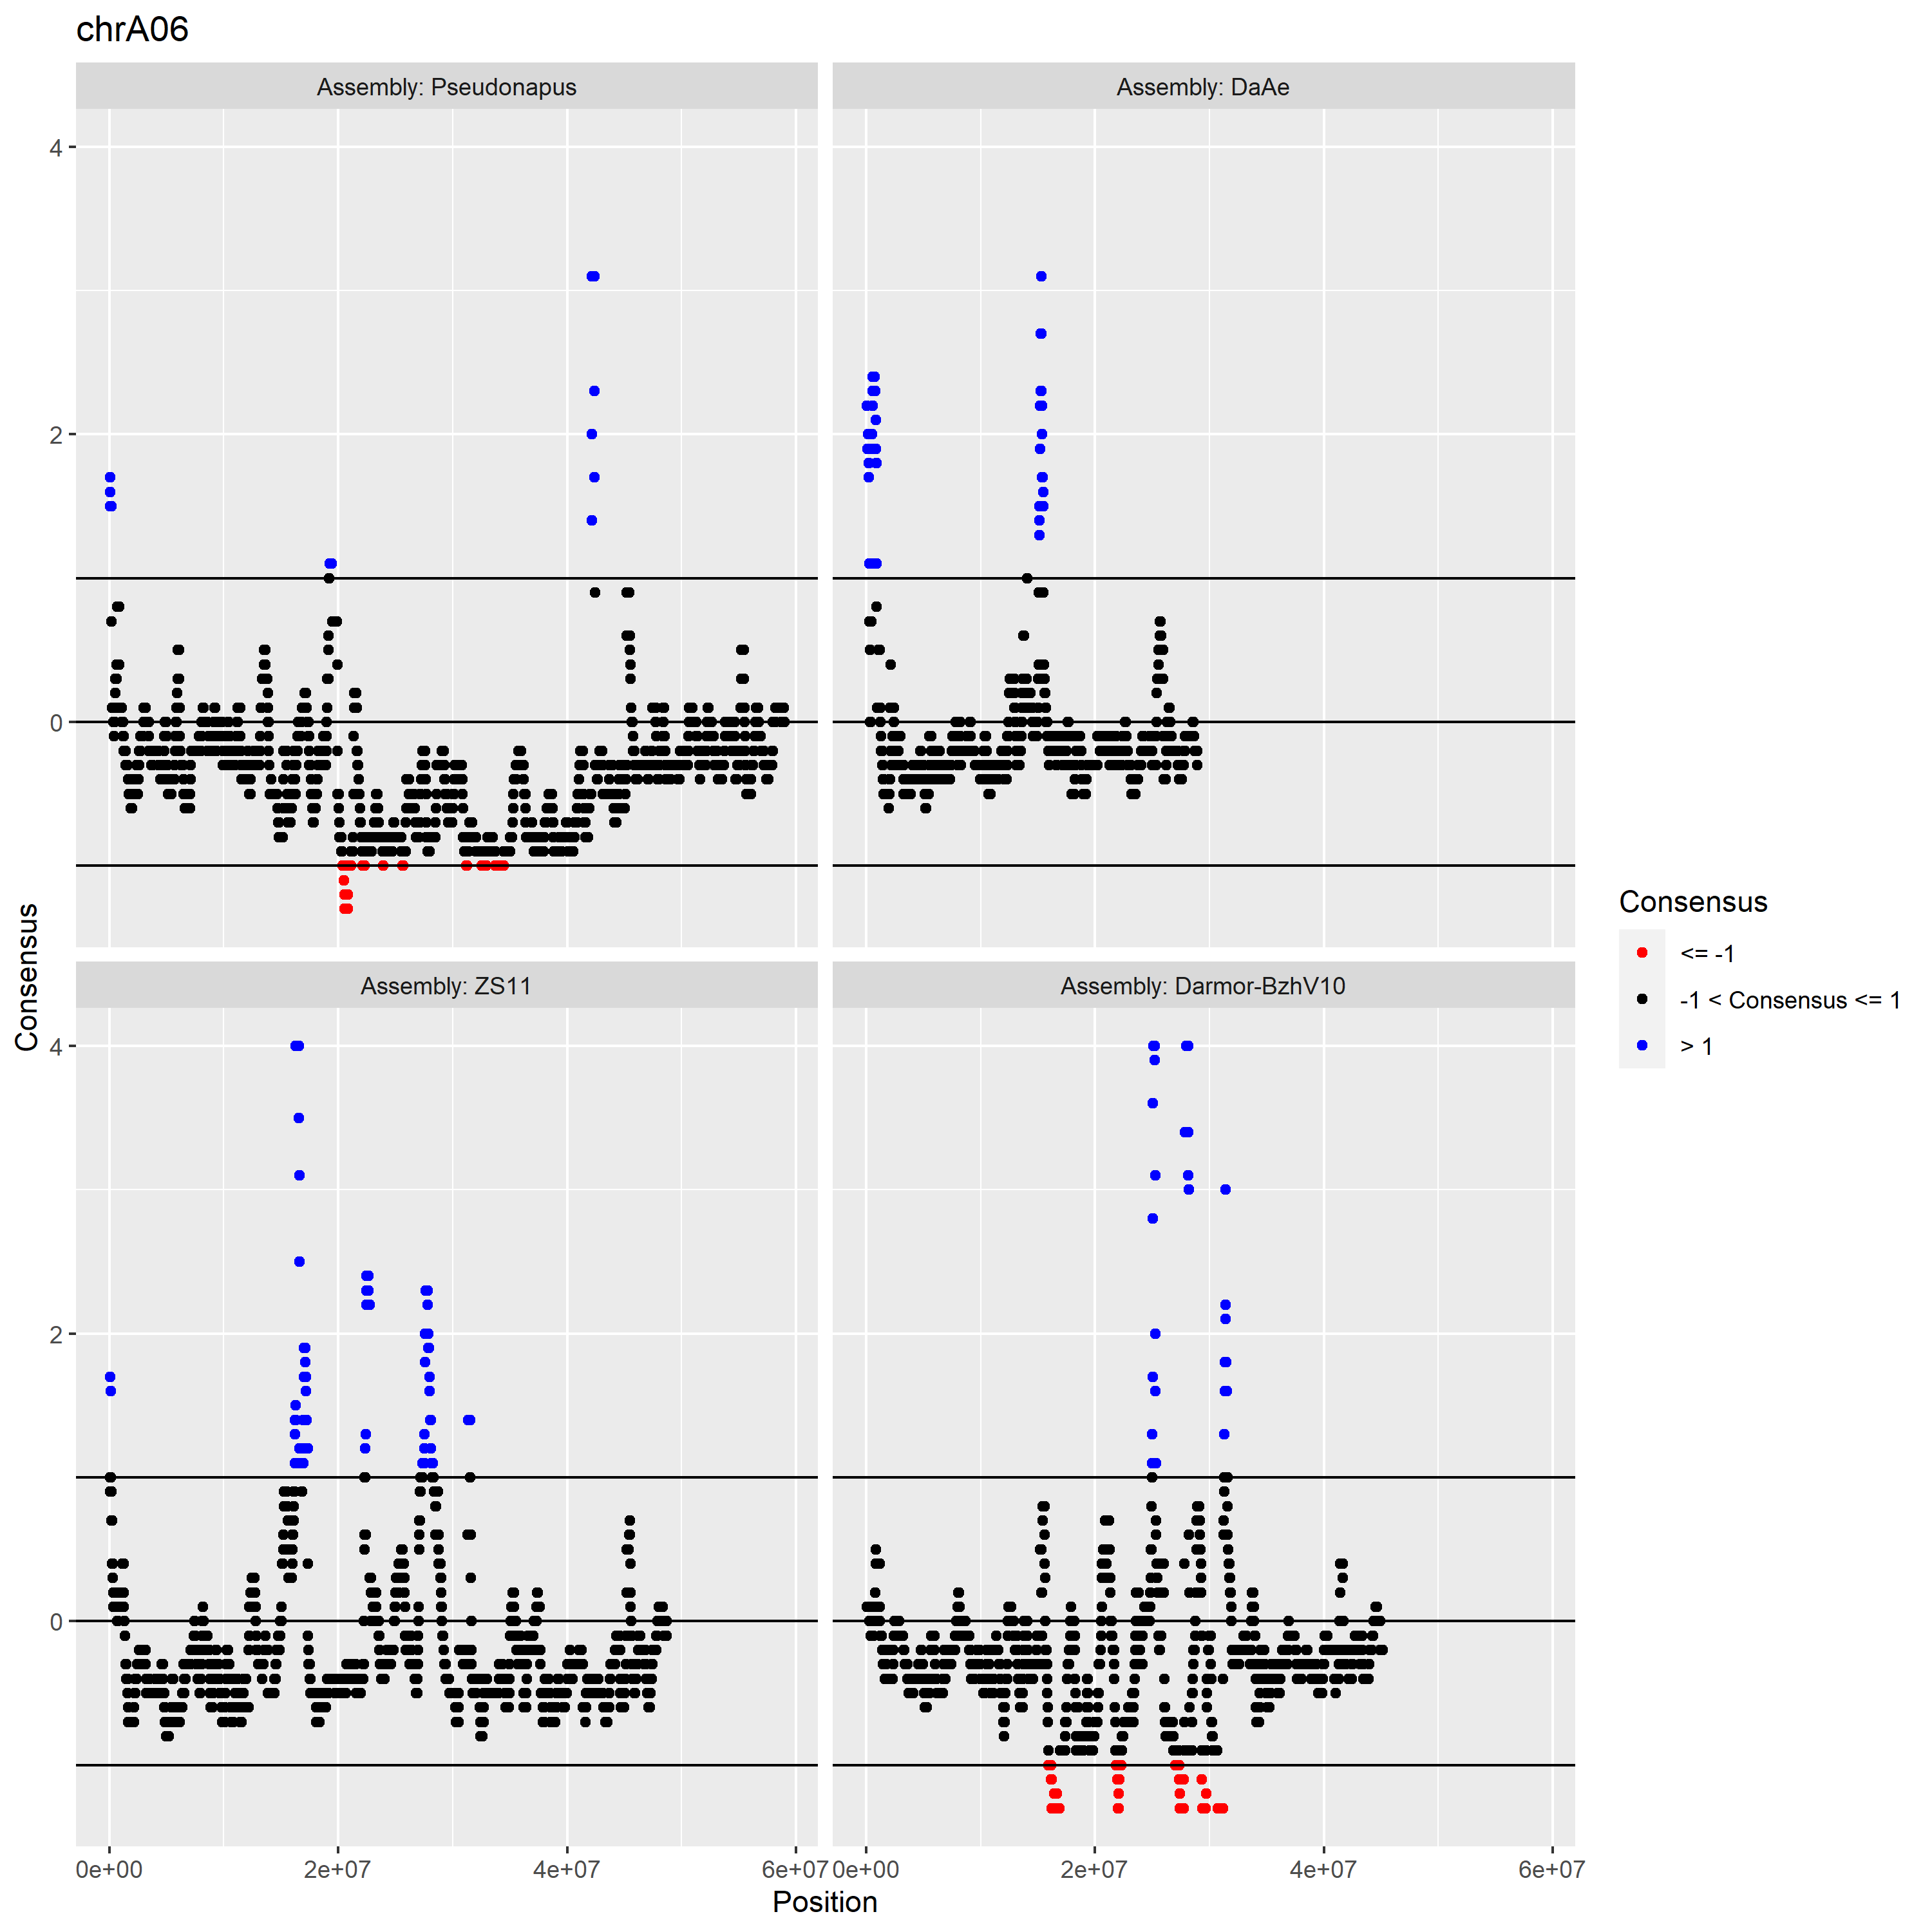 chrA06
Assembly: Pseudonapus
Assembly: DaAe
4
2
0
Consensus
Assembly: ZS11
Assembly: Darmor-BzhV10
4
2
0
0e+00 2e+07 4e+07 6e+07 0e+00 2e+07 4e+07 6e+07
Position
Consensus
<= -1
-1 < Consensus <= 1
> 1